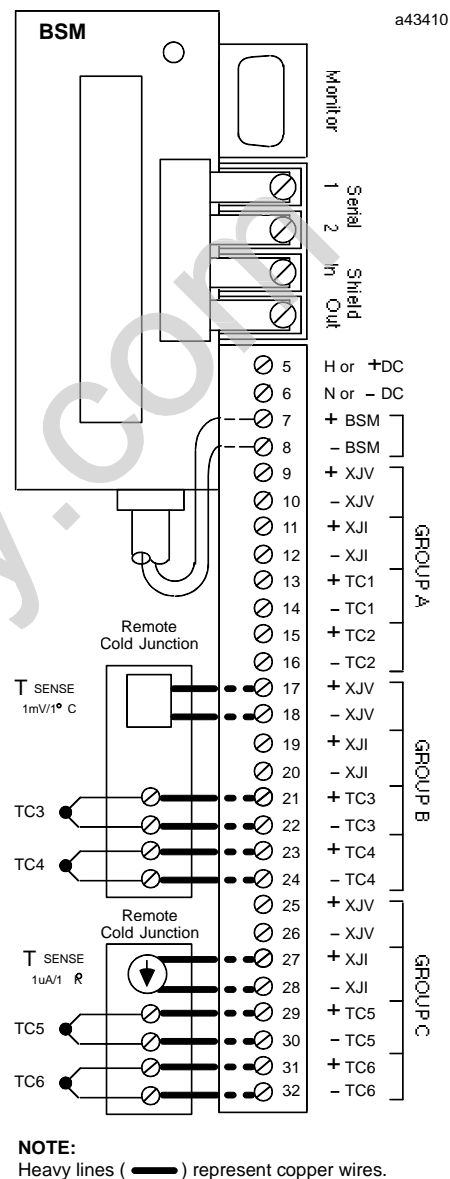 a43410
BSM
Monitor
Serial
1 2
Shield
In Out
5 H or +DC
6 N or – DC
7 + BSM
8 – BSM
9 + XJV
10 – XJV
11 + XJI
12 – XJI
13 + TC1
14 – TC1
15 + TC2
16 – TC2
GROUP A
Remote
Cold Junction
T SENSE
1mV/1° C
17 + XJV
18 – XJV
19 + XJI
20 – XJI
TC3
21 + TC3
22 – TC3
TC4
23 + TC4
24 – TC4
GROUP B
25 + XJV
26 – XJV
Remote
Cold Junction
T SENSE
1uA/1
27 + XJI
28 – XJI
TC5
29 + TC5
30 – TC5
TC6
31 + TC6
32 – TC6
GROUP C
NOTE:
Heavy lines ( ) represent copper wires.